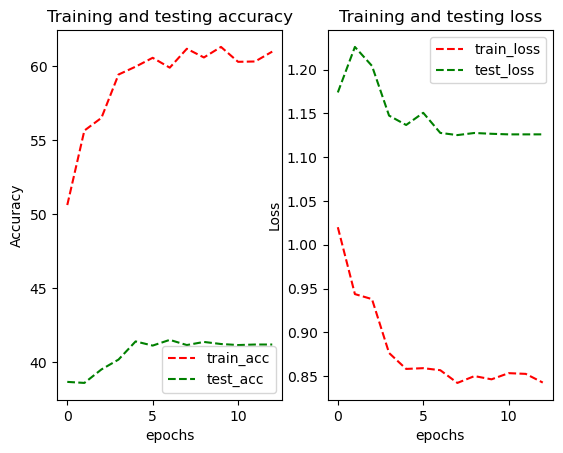 Training and testing accuracy
Accuracy
60
55
50
45
40
train_acc
test_acc
0
5
10
epochs
Training and testing loss
Loss
1.20
1.15
1.10
1.05
1.00
0.95
0.90
0.85
train_loss
test_loss
0
5
10
epochs